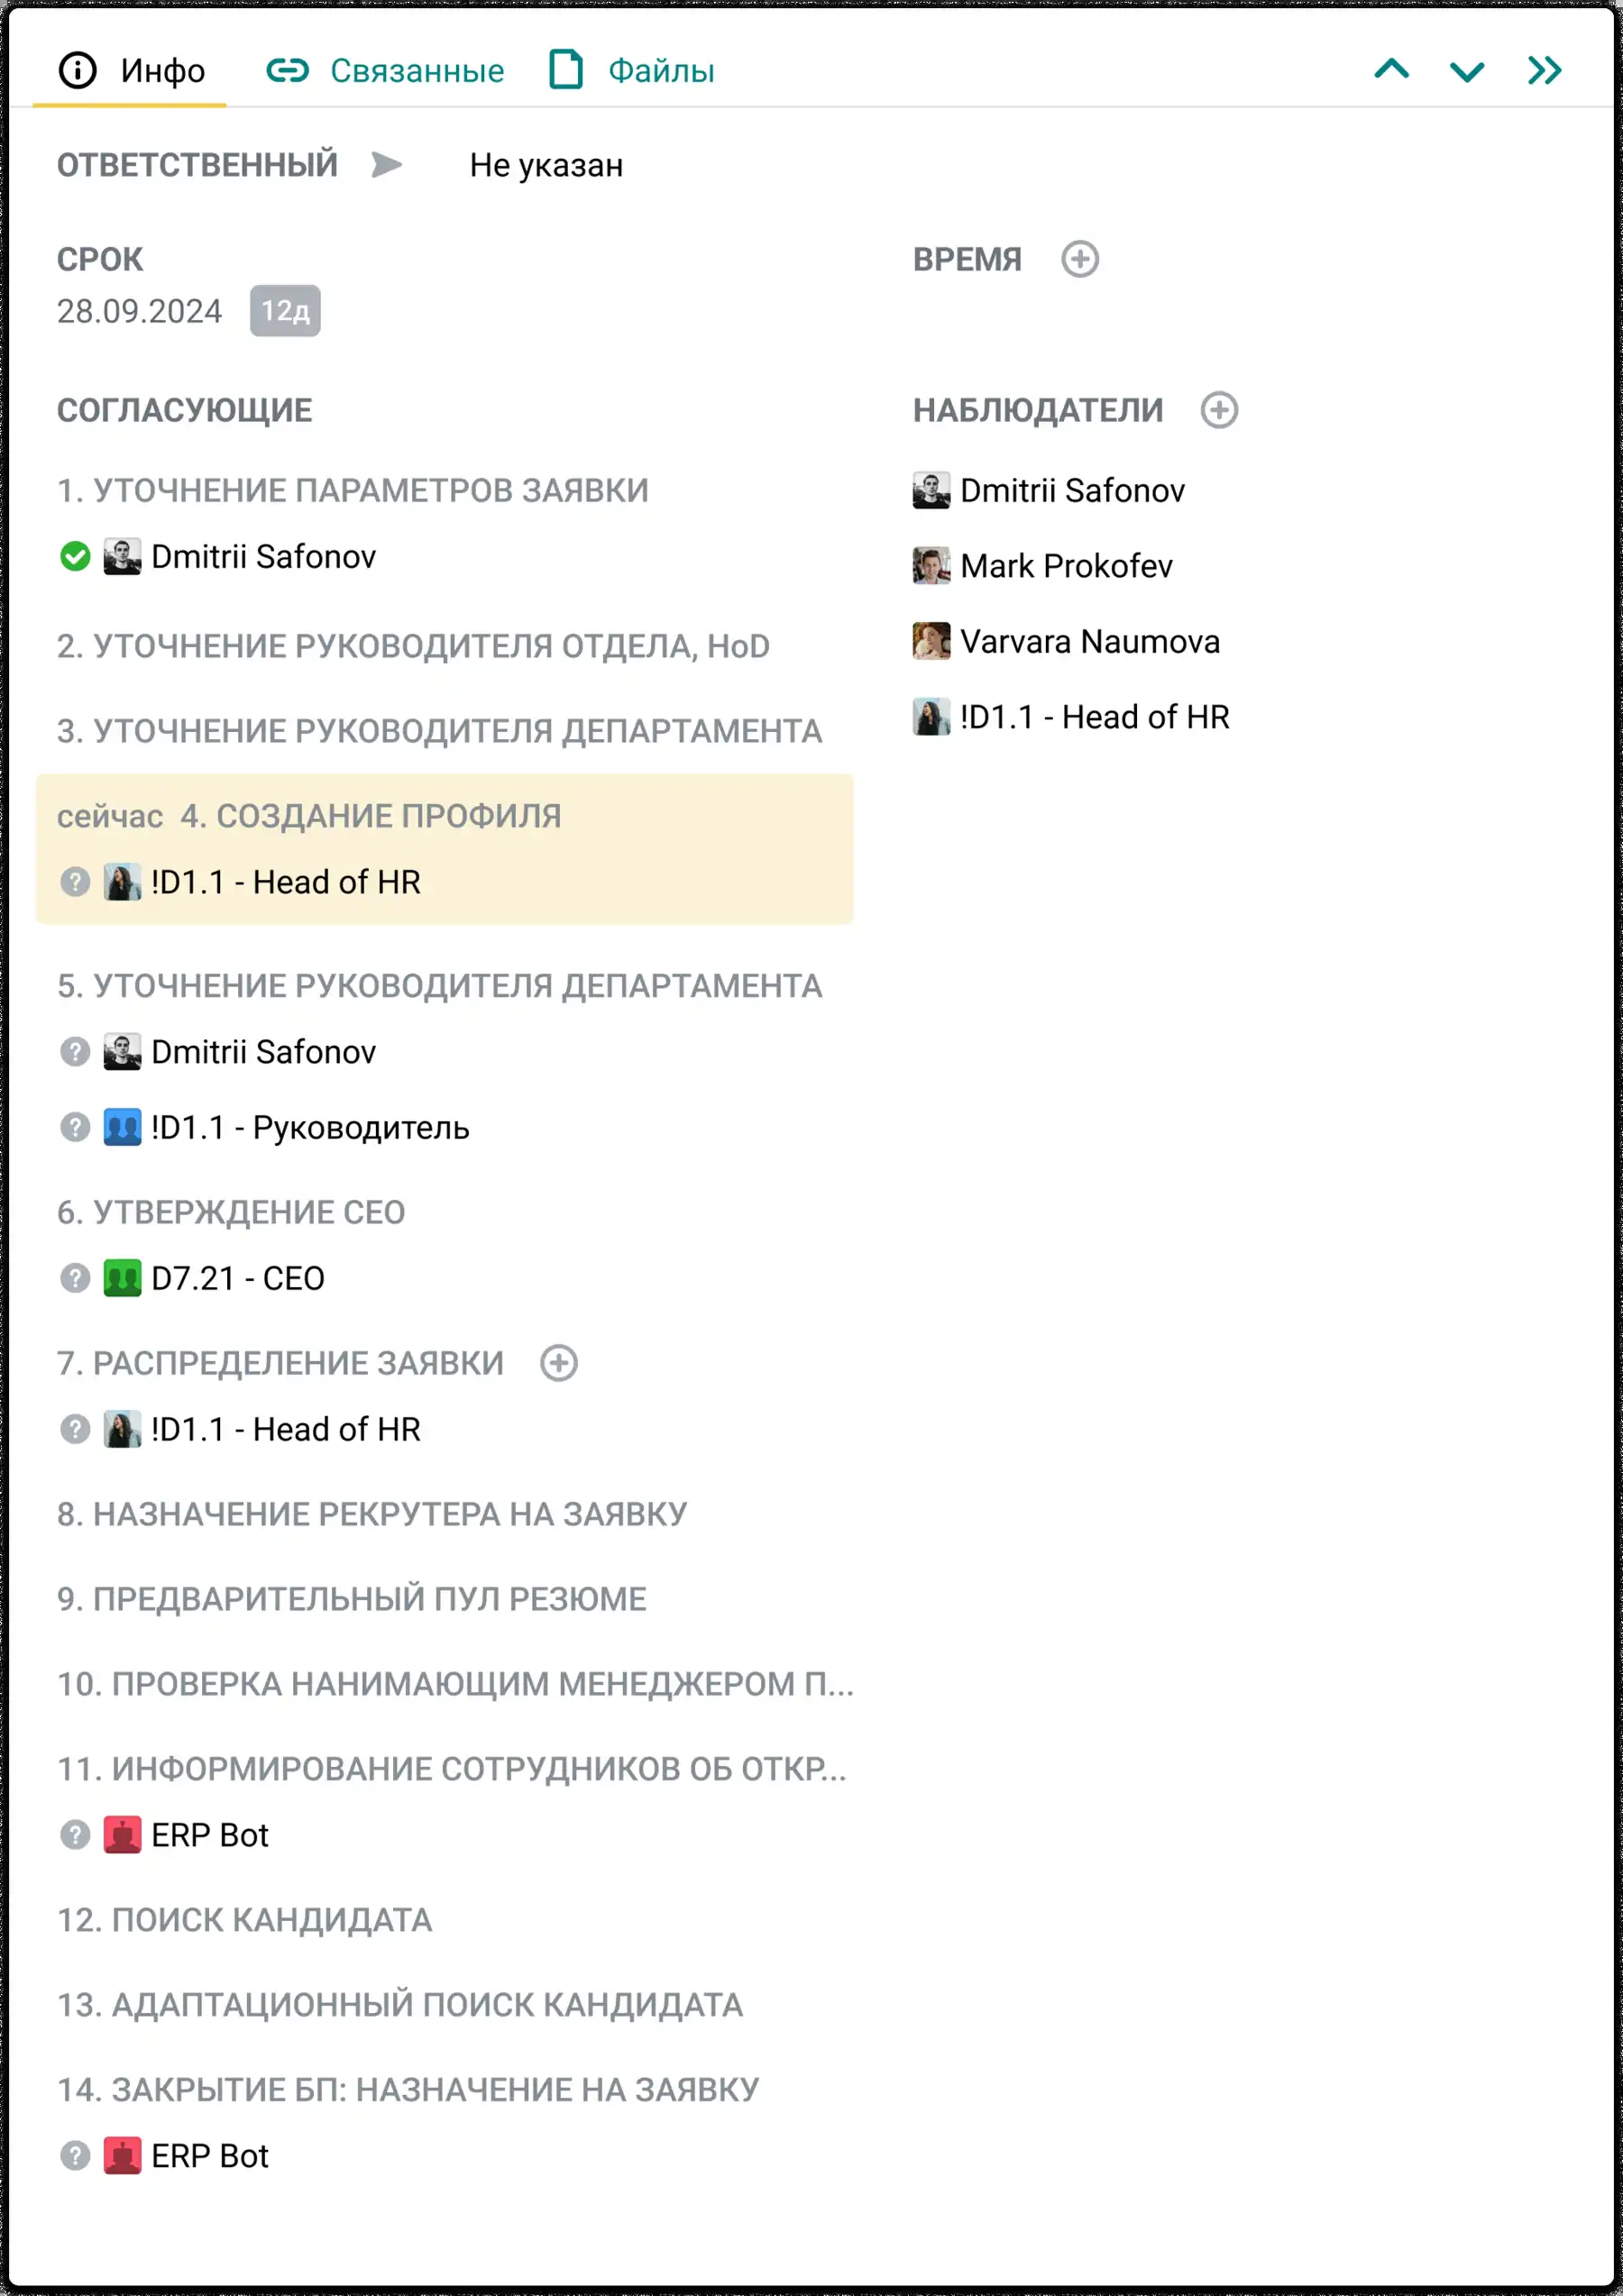 Инфо Связанные Файлы
ОТВЕТСТВЕННЫЙ Не указан
СРОК
28.09.2024 12д
ВРЕМЯ
СОГЛАСУЮЩИЕ
1. УТОЧНЕНИЕ ПАРАМЕТРОВ ЗАЯВКИ
Dmitrii Safonov
2. УТОЧНЕНИЕ РУКОВОДИТЕЛЯ ОТДЕЛА, HoD
3. УТОЧНЕНИЕ РУКОВОДИТЕЛЯ ДЕПАРТАМЕНТА
сейчас 4. СОЗДАНИЕ ПРОФИЛЯ
!D1.1 - Head of HR
5. УТОЧНЕНИЕ РУКОВОДИТЕЛЯ ДЕПАРТАМЕНТА
Dmitrii Safonov
!D1.1 - Руководитель
6. УТВЕРЖДЕНИЕ CEO
D7.21 - CEO
7. РАСПРЕДЕЛЕНИЕ ЗАЯВКИ
!D1.1 - Head of HR
8. НАЗНАЧЕНИЕ РЕКРУТЕРА НА ЗАЯВКУ
9. ПРЕДВАРИТЕЛЬНЫЙ ПУЛ РЕЗЮМЕ
10. ПРОВЕРКА НАНИМАЮЩИМ МЕНЕДЖЕРОМ П...
11. ИНФОРМИРОВАНИЕ СОТРУДНИКОВ ОБ ОТКР...
ERP Bot
12. ПОИСК КАНДИДАТА
13. АДАПТАЦИОННЫЙ ПОИСК КАНДИДАТА
14. ЗАКРЫТИЕ БП: НАЗНАЧЕНИЕ НА ЗАЯВКУ
ERP Bot
НАБЛЮДАТЕЛИ
Dmitrii Safonov
Mark Prokofev
Varvara Naumova
!D1.1 - Head of HR